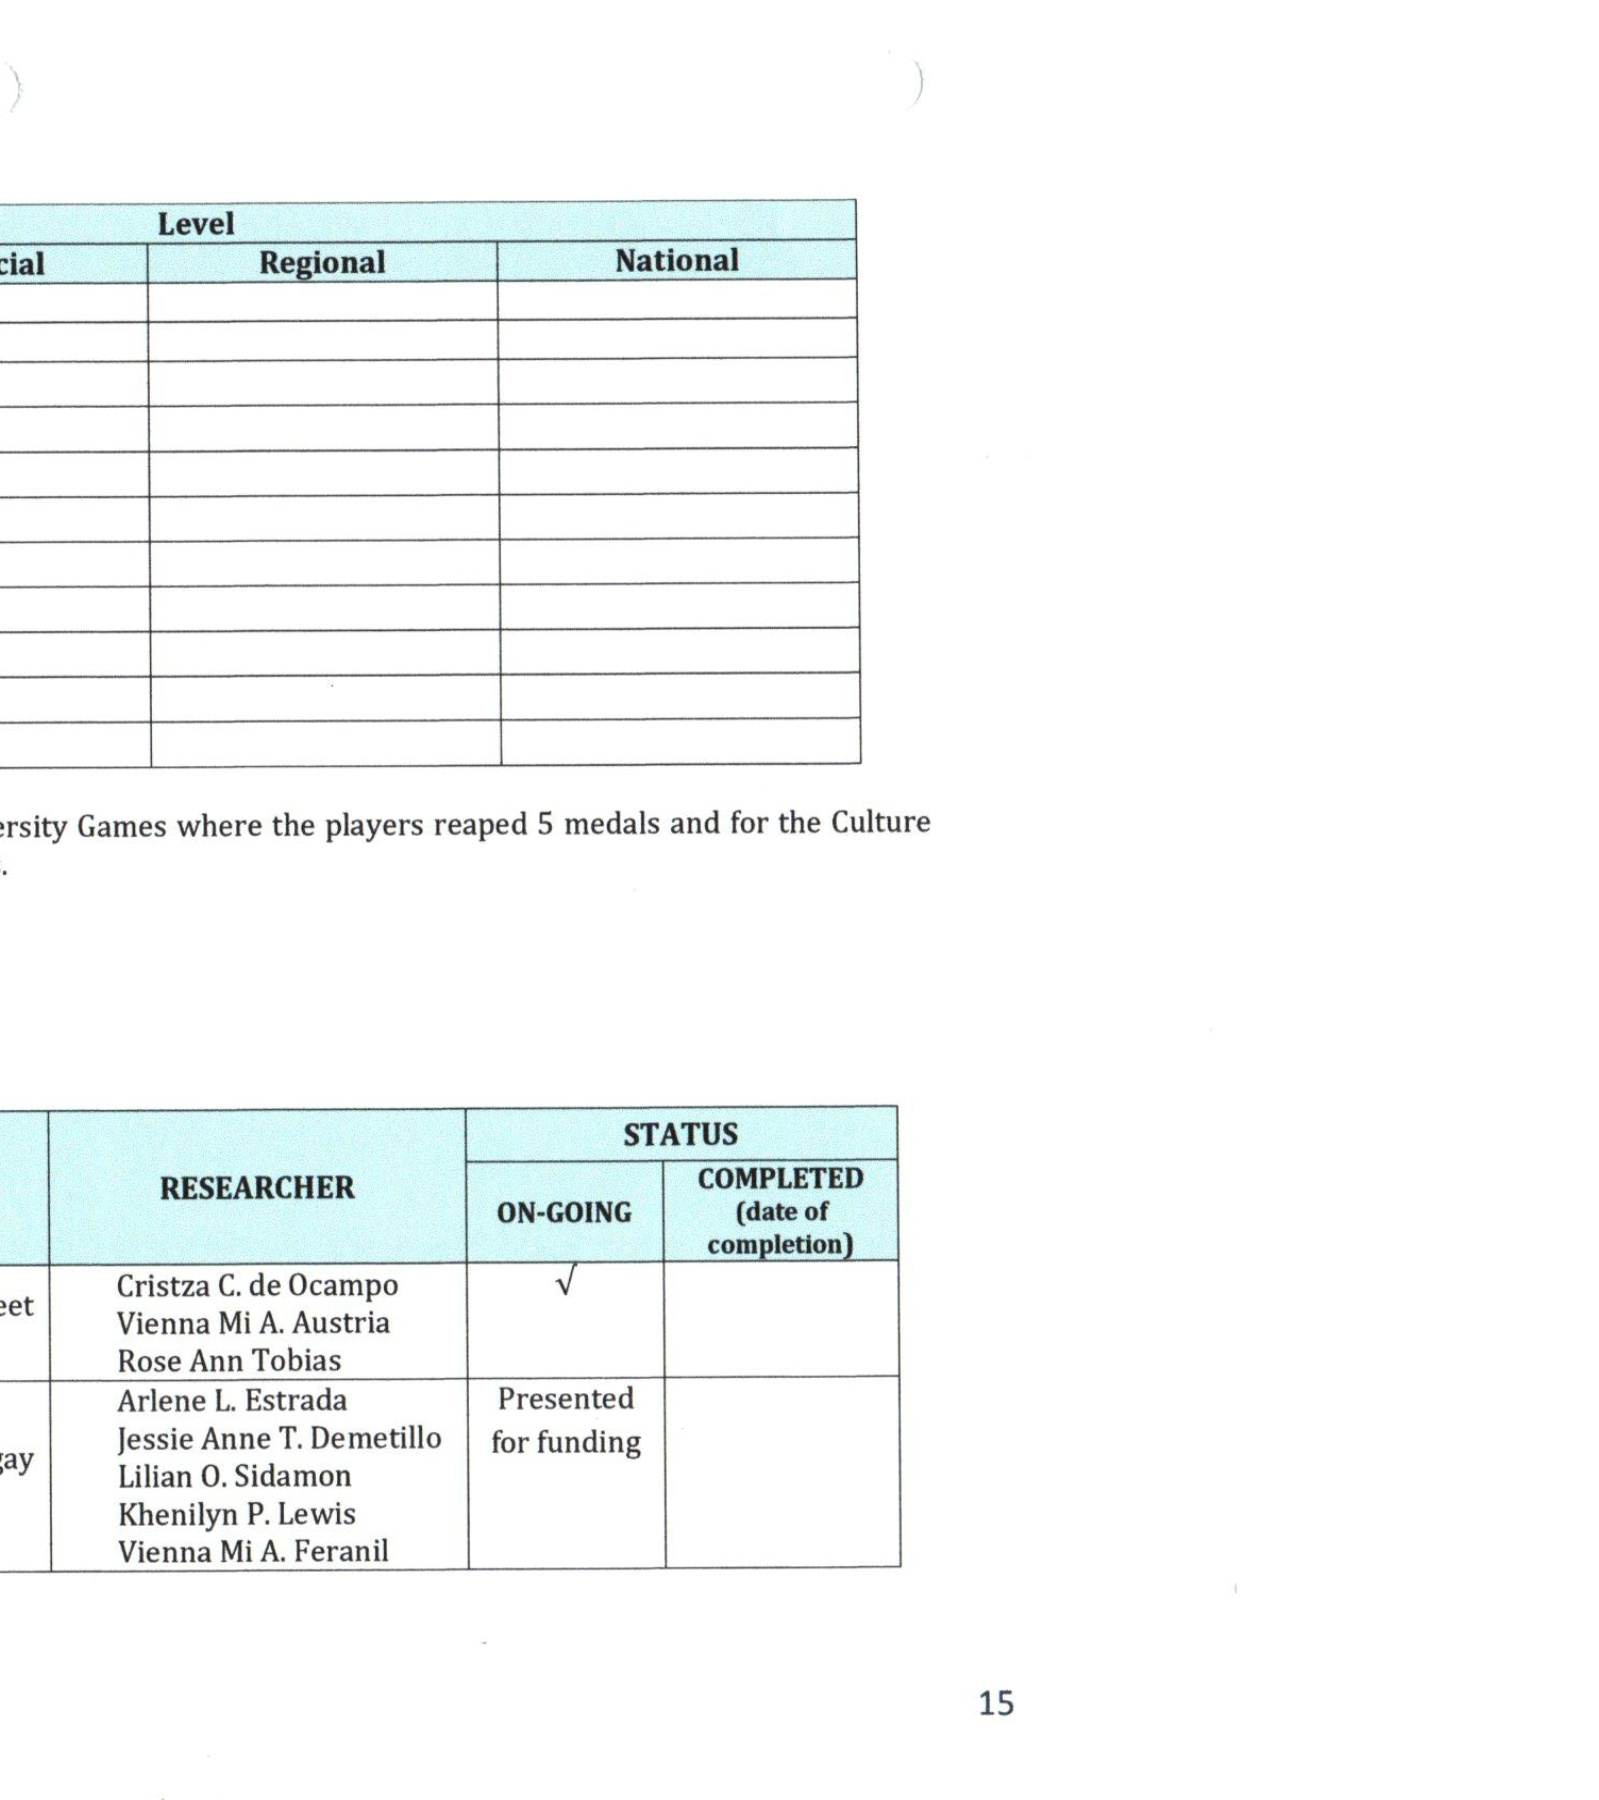 Level
cial Regional National
ersity Games where the players reaped 5 medals and for the Culture
.
RESEARCHER
STATUS
ON-GOING
COMPLETED
(date of
completion)
eet
Cristza C. de Ocampo
Vienna Mi A. Austria
Rose Ann Tobias
√
gay
Arlene L. Estrada
Jessie Anne T. Demetillo
Lilian O. Sidamon
Khenilyn P. Lewis
Vienna Mi A. Feranil
Presented
for funding
15